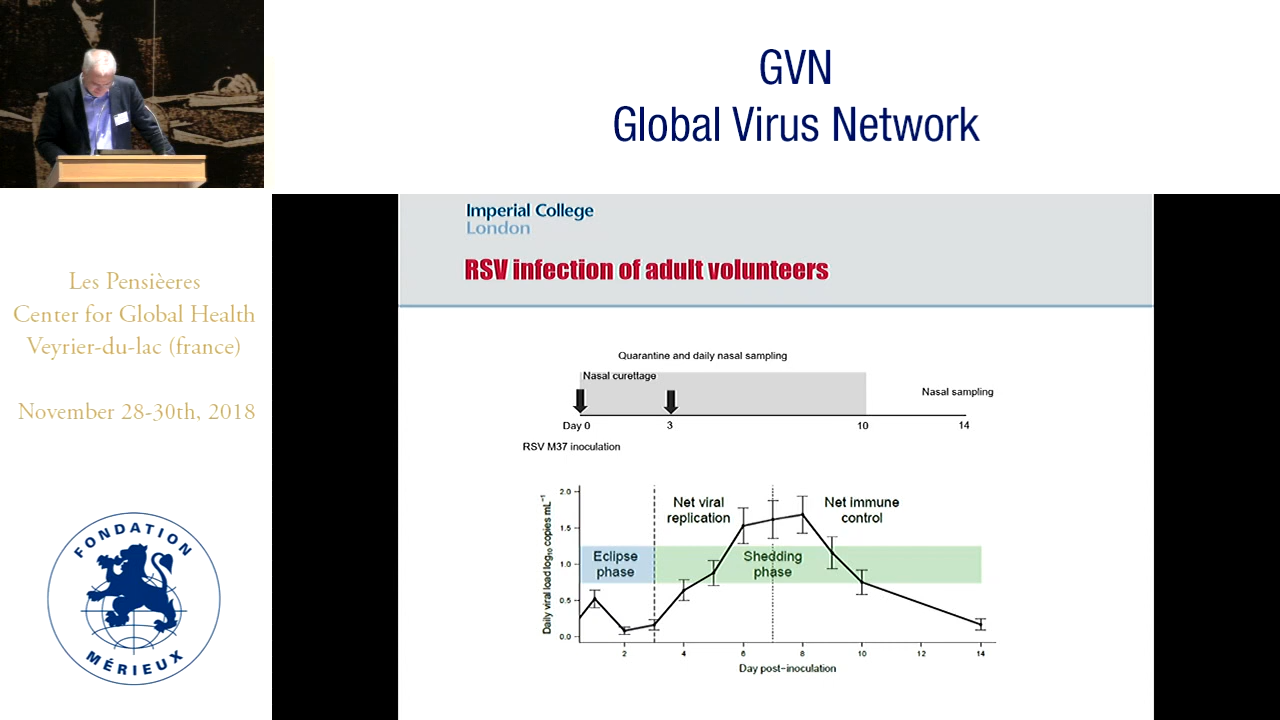 GVN
Global Virus Network
Les Pensièeres
Center for Global Health
Veyrier-du-lac (france)
November 28-30th, 2018
FONDATION
MÉRIEUX
Imperial College
London
RSV infection of adult volunteers
Quarantine and daily nasal sampling
Nasal curettage
Nasal sampling
Day 0
3
10
14
RSV M37 inoculation
Daily viral load log₁₀ copies mL⁻¹
2.0
1.5
1.0
0.5
0.0
Net viral
replication
Net immune
control
Eclipse
phase
Shedding
phase
2 4 6 8 10 12 14
Day post-inoculation